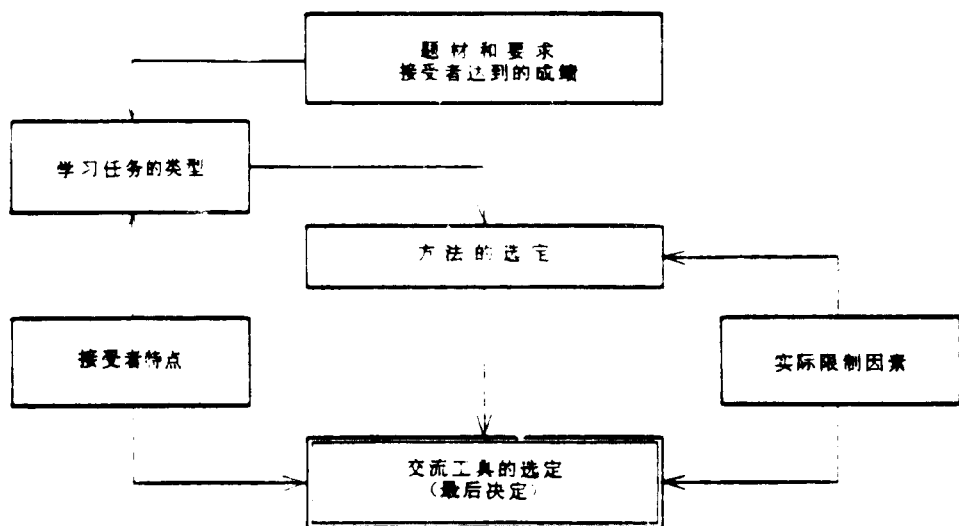 题材和要求
接受者达到的成绩
学习任务的类型
方法的选定
接受者特点
实际限制因素
交流工具的选定
(最后决定)